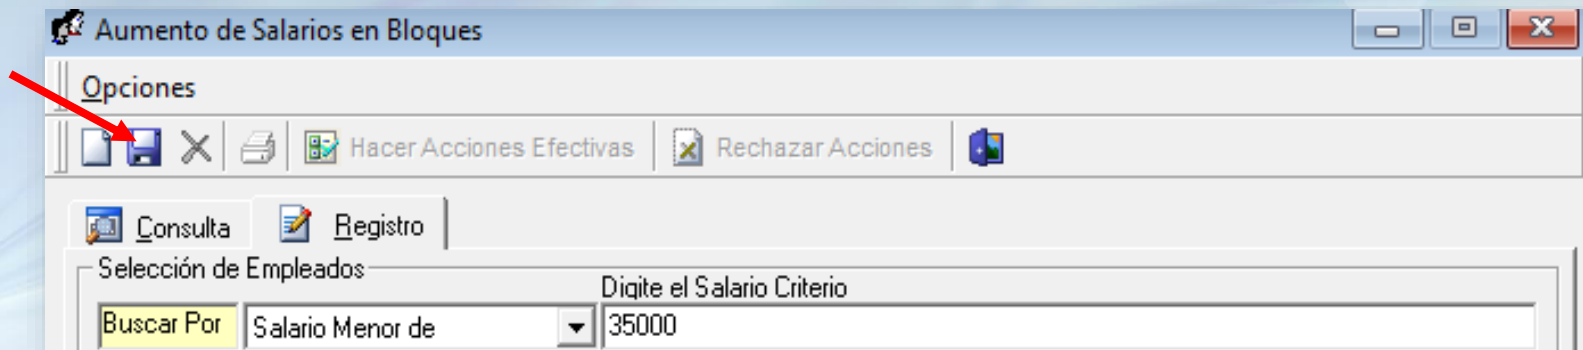 Aumento de Salarios en Bloques
Opciones
Hacer Acciones Efectivas Rechazar Acciones
Consulta Registro
Selección de Empleados
Digite el Salario Criterio
Buscar Por Salario Menor de 35000